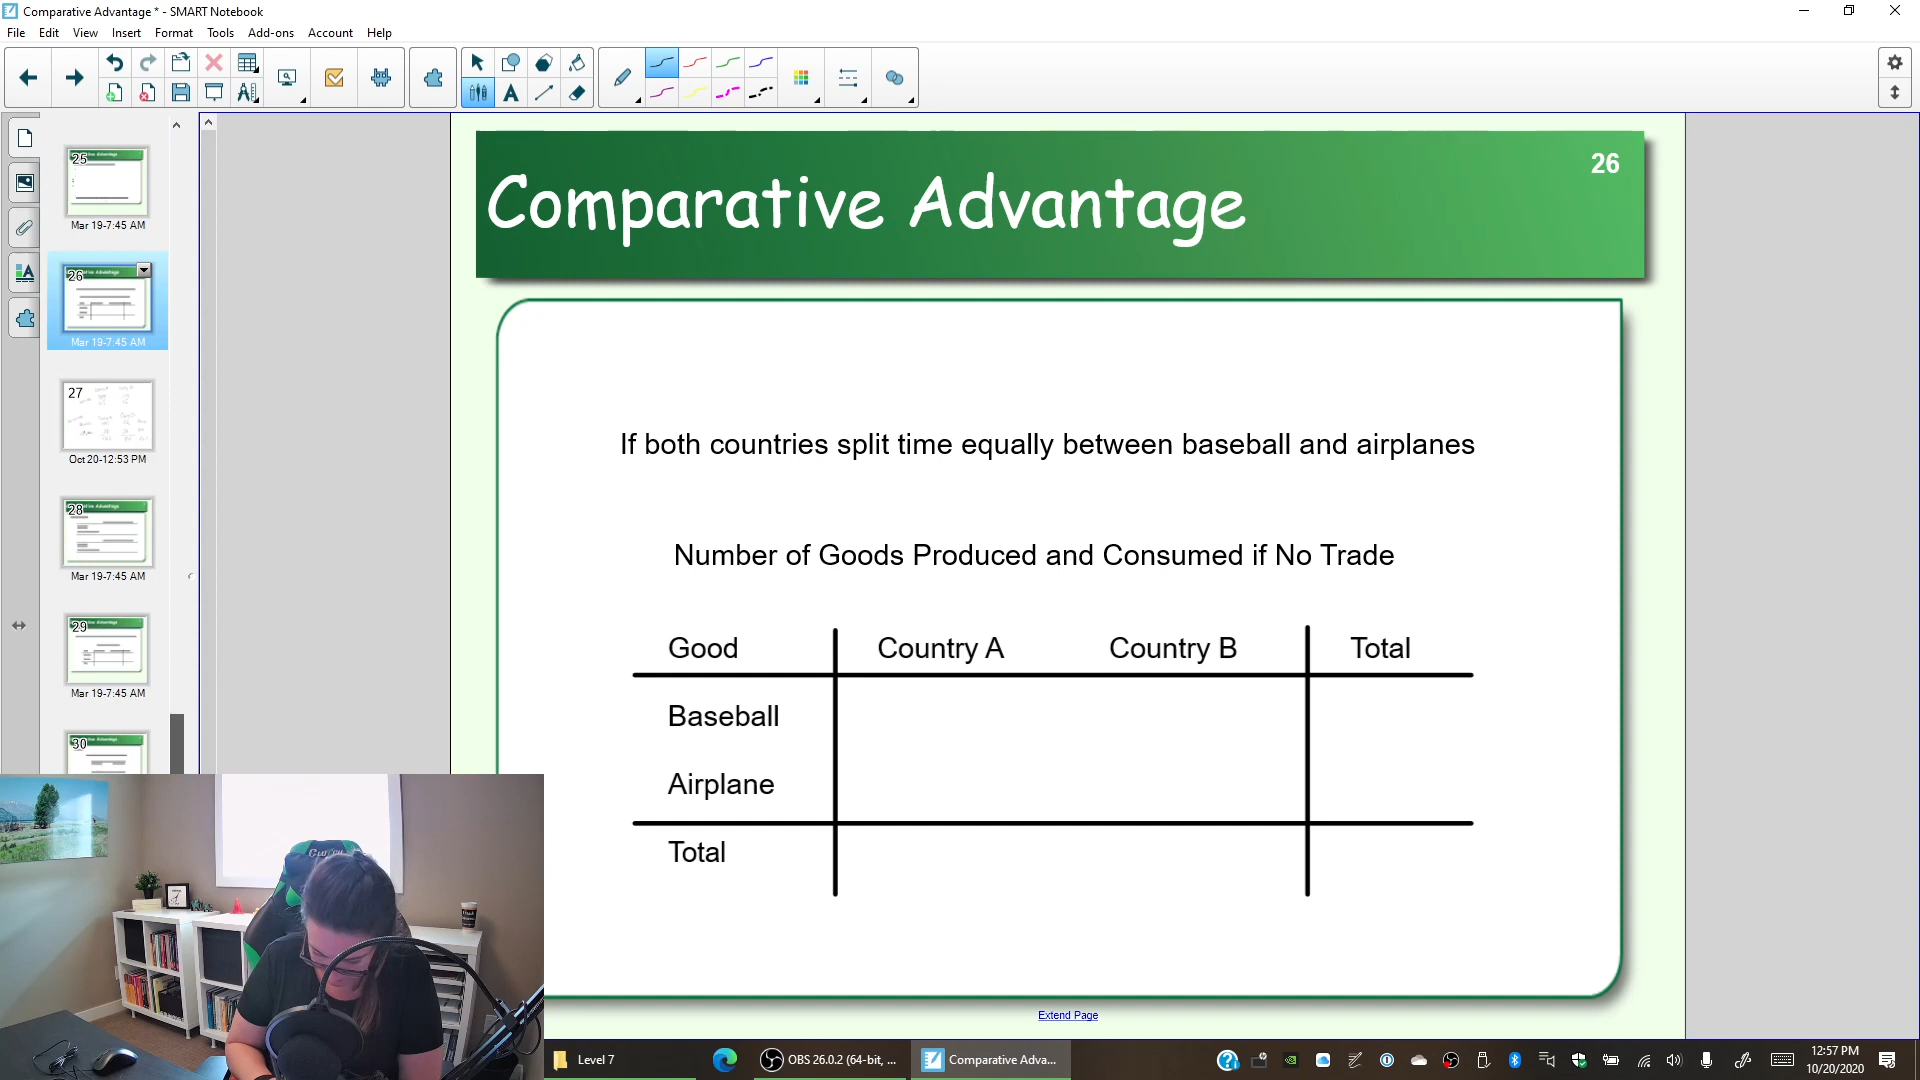 Comparative Advantage * - SMART Notebook
File Edit View Insert Format Tools Add-ons Account Help
25
Mar 19-7:45 AM
26
Mar 19-7:45 AM
27
Oct 20-12:53 PM
28
Mar 19-7:45 AM
29
Mar 19-7:45 AM
30
Comparative Advantage
26
If both countries split time equally between baseball and airplanes
Number of Goods Produced and Consumed if No Trade
Good Country A Country B Total
Baseball
Airplane
Total
Extend Page
Level 7
OBS 26.0.2 (64-bit, ...
Comparative Adva...
12:57 PM
10/20/2020